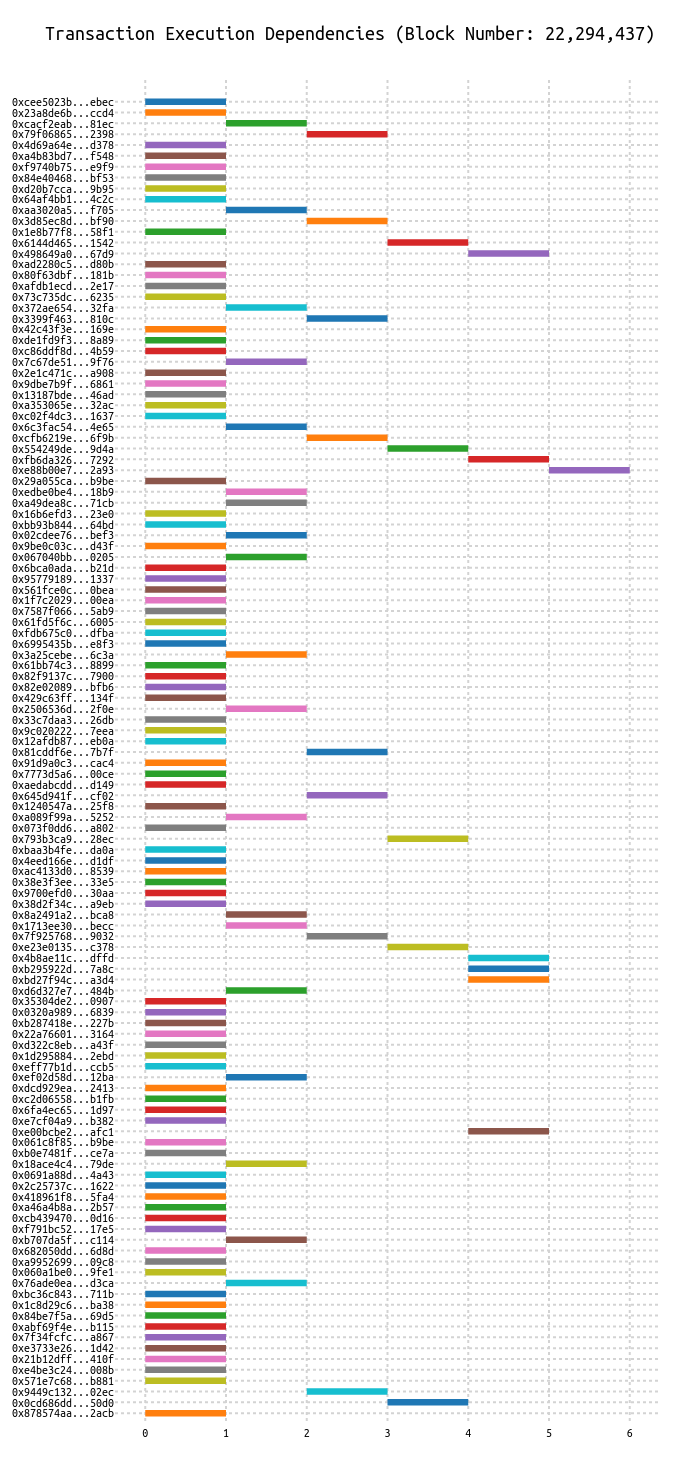 Transaction Execution Dependencies (Block Number: 22,294,437)
0xcee5023b...ebec
0x23a8de6b...ccd4
0xcacf2eab...81ec
0x79f06865...2398
0x4d69a64e...d378
0xa4b83bd7...f548
0xf9740b75...e9f9
0x84e40468...bf53
0xd20b7cca...9b95
0x64af4bb1...4c2c
0xaa3020a5...f705
0x3d85ec8d...bf90
0x1e8b77f8...58f1
0x6144d465...1542
0x498649a0...67d9
0xad2280c5...d80b
0x80f63dbf...181b
0xafdb1ecd...2e17
0x73c735dc...6235
0x372ae654...32fa
0x3399f463...810c
0x42c43f3e...169e
0xde1fd9f3...8a89
0xc86ddf8d...4b59
0x7c67de51...9f76
0x2e1c471c...a908
0x9dbe7b9f...6861
0x13187bde...46ad
0xa353065e...32ac
0xc02f4dc3...1637
0x6c3fac54...4e65
0xcfb6219e...6f9b
0x554249de...9d4a
0xfb6da326...7292
0xe88b00e7...2a93
0x29a055ca...b9be
0xedbe0be4...18b9
0xa49dea8c...71cb
0x16b6efd3...23e0
0xbb93b844...64bd
0x02cdee76...bef3
0x9be0c03c...d43f
0x067040bb...0205
0x6bca0ada...b21d
0x95779189...1337
0x561fce0c...0bea
0x1f7c2029...00ea
0x7587f066...5ab9
0x61fd5f6c...6005
0xfdb675c0...dfba
0x6995435b...e8f3
0x3a25cebe...6c3a
0x61bb74c3...8899
0x82f9137c...7900
0x82e02089...bfb6
0x429c63ff...134f
0x2506536d...2f0e
0x33c7daa3...26db
0x9c020222...7eea
0x12afdb87...eb0a
0x81cddf6e...7b7f
0x91d9a0c3...cac4
0x7773d5a6...00ce
0xaedabcdd...d149
0x645d941f...cf02
0x1240547a...25f8
0xa089f99a...5252
0x073f0dd6...a802
0x793b3ca9...28ec
0xbaa3b4fe...da0a
0x4eed166e...d1df
0xac4133d0...8539
0x38e3f3ee...33e5
0x9700efd0...30aa
0x38d2f34c...a9eb
0x8a2491a2...bca8
0x1713ee30...becc
0x7f925768...9032
0xe23e0135...c378
0x4b8ae11c...dffd
0xb295922d...7a8c
0xbd27f94c...a3d4
0xd6d327e7...484b
0x35304de2...0907
0x0320a989...6839
0xb287418e...227b
0x22a76601...3164
0xd322c8eb...a43f
0x1d295884...2ebd
0xeff77b1d...ccb5
0xef02d58d...12ba
0xdcd929ea...2413
0xc2d06558...b1fb
0x6fa4ec65...1d97
0xe7cf04a9...b382
0xe00bcbe2...afc1
0x061c8f85...b9be
0xb0e7481f...ce7a
0x18ace4c4...79de
0x0691a88d...4a43
0x2c25737c...1622
0x418961f8...5fa4
0xa46a4b8a...2b57
0xcb439470...0d16
0xf791bc52...17e5
0xb707da5f...c114
0x682050dd...6d8d
0xa9952699...09c8
0x060a1be0...9fe1
0x76ade0ea...d3ca
0xbc36c843...711b
0x1c8d29c6...ba38
0x84be7f5a...69d5
0xabf69f4e...b115
0x7f34fcfc...a867
0xe3733e26...1d42
0x21b12dff...410f
0xe4be3c24...008b
0x571e7c68...b881
0x9449c132...02ec
0x0cd686dd...50d0
0x878574aa...2acb
0 1 2 3 4 5 6